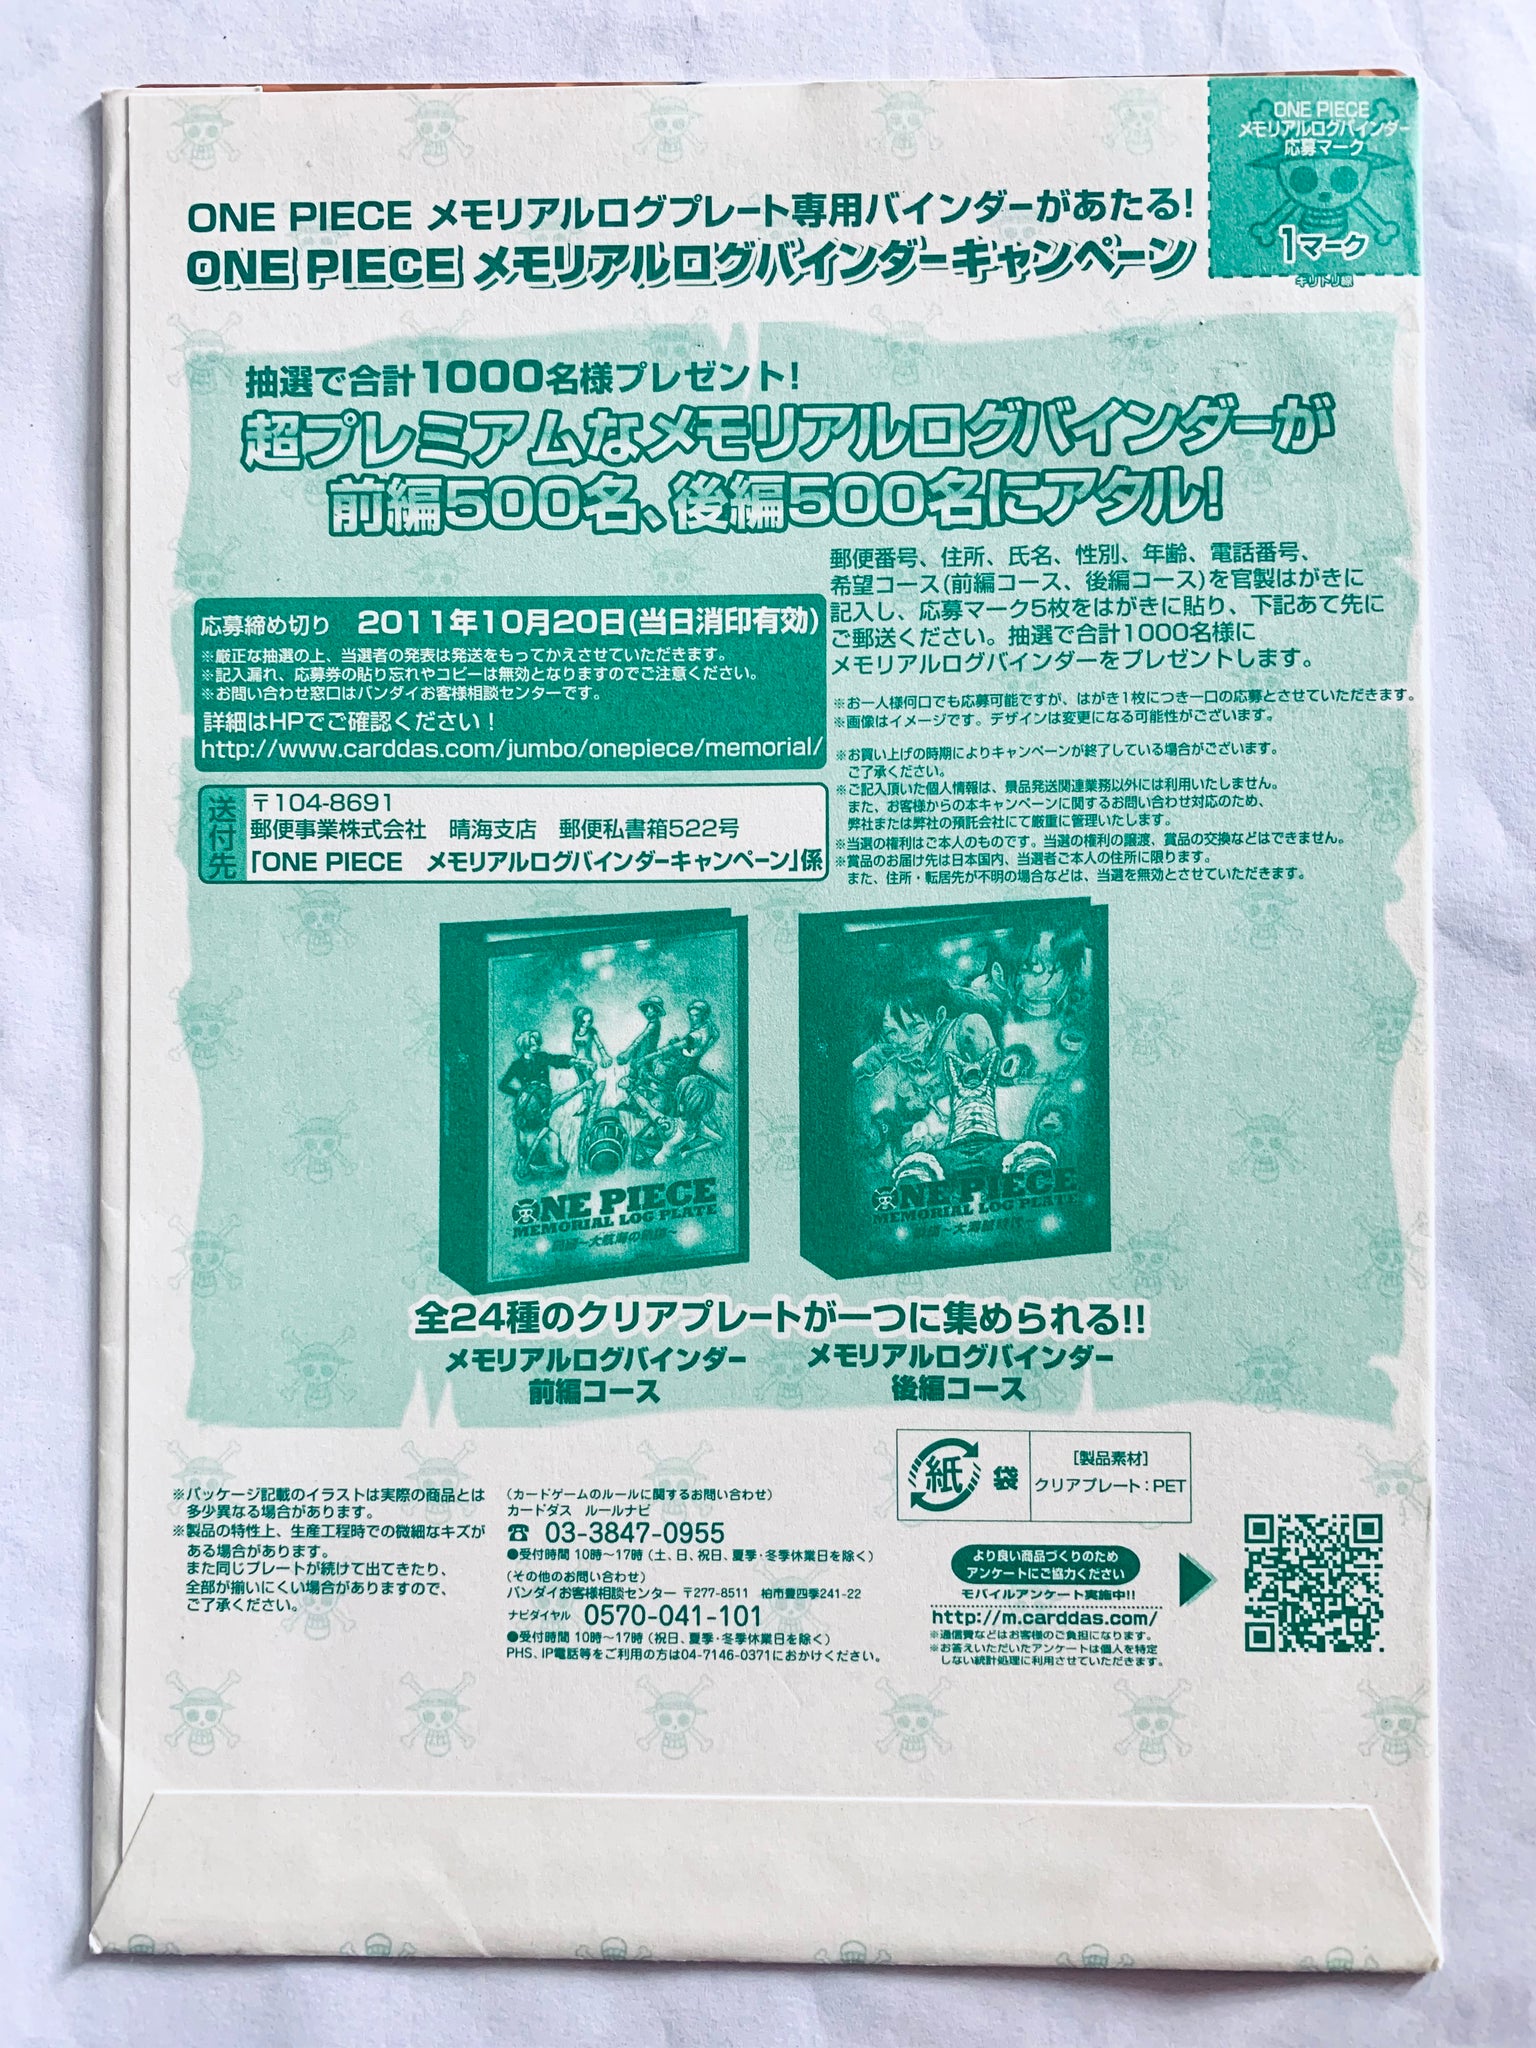 ONE PIECE
メモリアルログバインダー
応募マーク
1マーク
キリトリ線
ONE PIECE メモリアルログプレート専用バインダーがあたる!
ONE PIECE メモリアルログバインダーキャンペーン
抽選で合計1000名様プレゼント!
超プレミアムなメモリアルログバインダーが
前編500名、後編500名にアタル!
郵便番号、住所、氏名、性別、年齢、電話番号、
希望コース(前編コース、後編コース)を官製はがきに
記入し、応募マーク5枚をはがきに貼り、下記あて先に
ご郵送ください。抽選で合計1000名様に
メモリアルログバインダーをプレゼントします。
※お一人様何口でも応募可能ですが、はがき1枚につき一口の応募とさせていただきます。
※画像はイメージです。デザインは変更になる可能性がございます。
※お買い上げの時期によりキャンペーンが終了している場合がございます。
ご了承ください。
※ご記入頂いた個人情報は、景品発送関連業務以外には利用いたしません。
また、お客様からの本キャンペーンに関するお問い合わせ対応のため、
弊社または弊社の預託会社にて厳重に管理いたします。
※当選の権利はご本人のものです。当選の権利の譲渡、賞品の交換などはできません。
※賞品のお届け先は日本国内、当選者ご本人の住所に限ります。
また、住所・転居先が不明の場合などは、当選を無効とさせていただきます。
応募締め切り 2011年10月20日(当日消印有効)
※厳正な抽選の上、当選者の発表は発送をもってかえさせていただきます。
※記入漏れ、応募券の貼り忘れやコピーは無効となりますのでご注意ください。
※お問い合わせ窓口はバンダイお客様相談センターです。
詳細はHPでご確認ください!
http://www.carddas.com/jumbo/onepiece/memorial/
送付先
〒104-8691
郵便事業株式会社 晴海支店 郵便私書箱522号
「ONE PIECE メモリアルログバインダーキャンペーン」係
ONE PIECE
MEMORIAL LOG PLATE
ONE PIECE
MEMORIAL LOG PLATE
全24種のクリアプレートが一つに集められる!!
メモリアルログバインダー
前編コース
メモリアルログバインダー
後編コース
※パッケージ記載のイラストは実際の商品とは
多少異なる場合があります。
※製品の特性上、生産工程時での微細なキズが
ある場合があります。
また同じプレートが続けて出てきたり、
全部が揃いにくい場合がありますので、
ご了承ください。
(カードゲームのルールに関するお問い合わせ)
カードダス ルールナビ
☎ 03-3847-0955
●受付時間 10時〜17時(土、日、祝日、夏季・冬季休業日を除く)
(その他のお問い合わせ)
バンダイお客様相談センター 〒277-8511 柏市豊四季241-22
ナビダイヤル 0570-041-101
●受付時間 10時〜17時(祝日、夏季・冬季休業日を除く)
PHS、IP電話等をご利用の方は04-7146-0371におかけください。
紙
袋
[製品素材]
クリアプレート:PET
より良い商品づくりのため
アンケートにご協力ください
モバイルアンケート実施中!!
http://m.carddas.com/
※通信費などはお客様のご負担になります。
※お答えいただいたアンケートは個人を特定
しない統計処理に利用させていただきます。